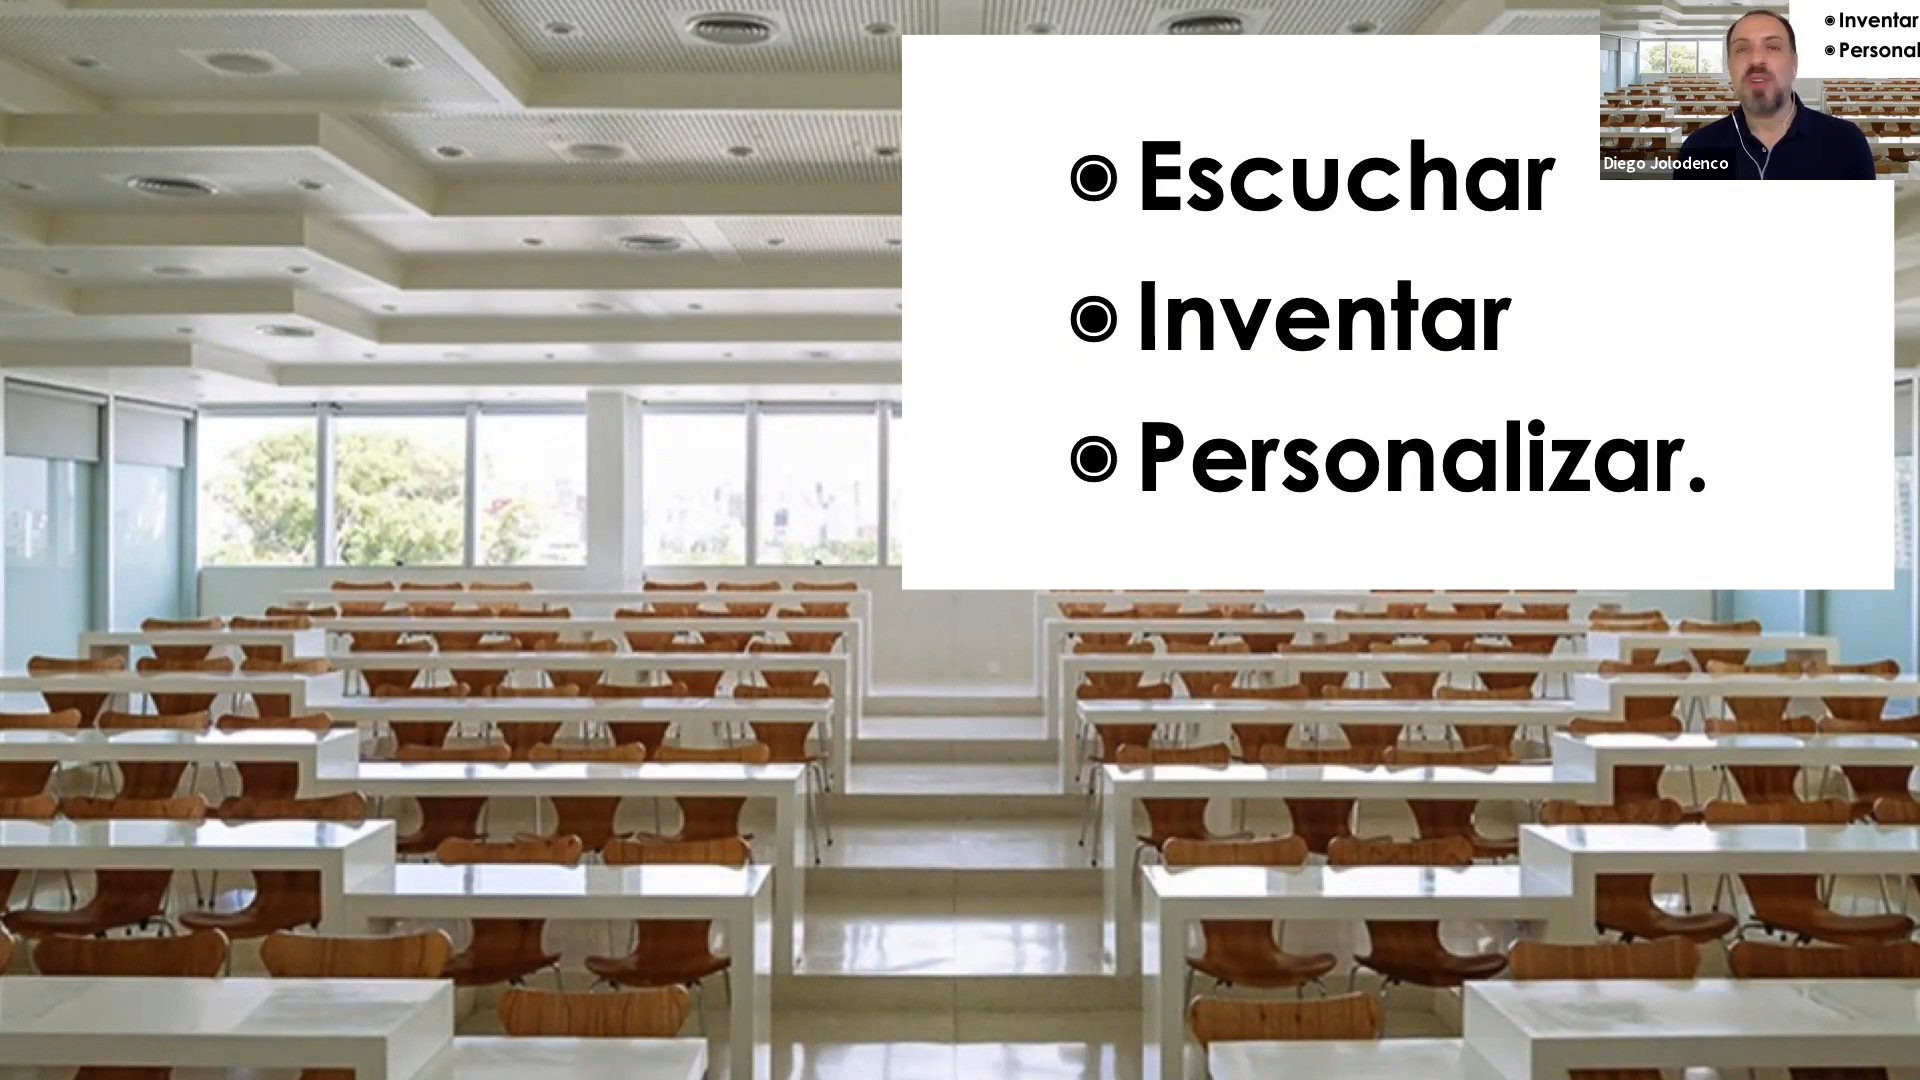 Escuchar
Inventar
Personalizar.
Inventar
Personal
Diego Jolodenco